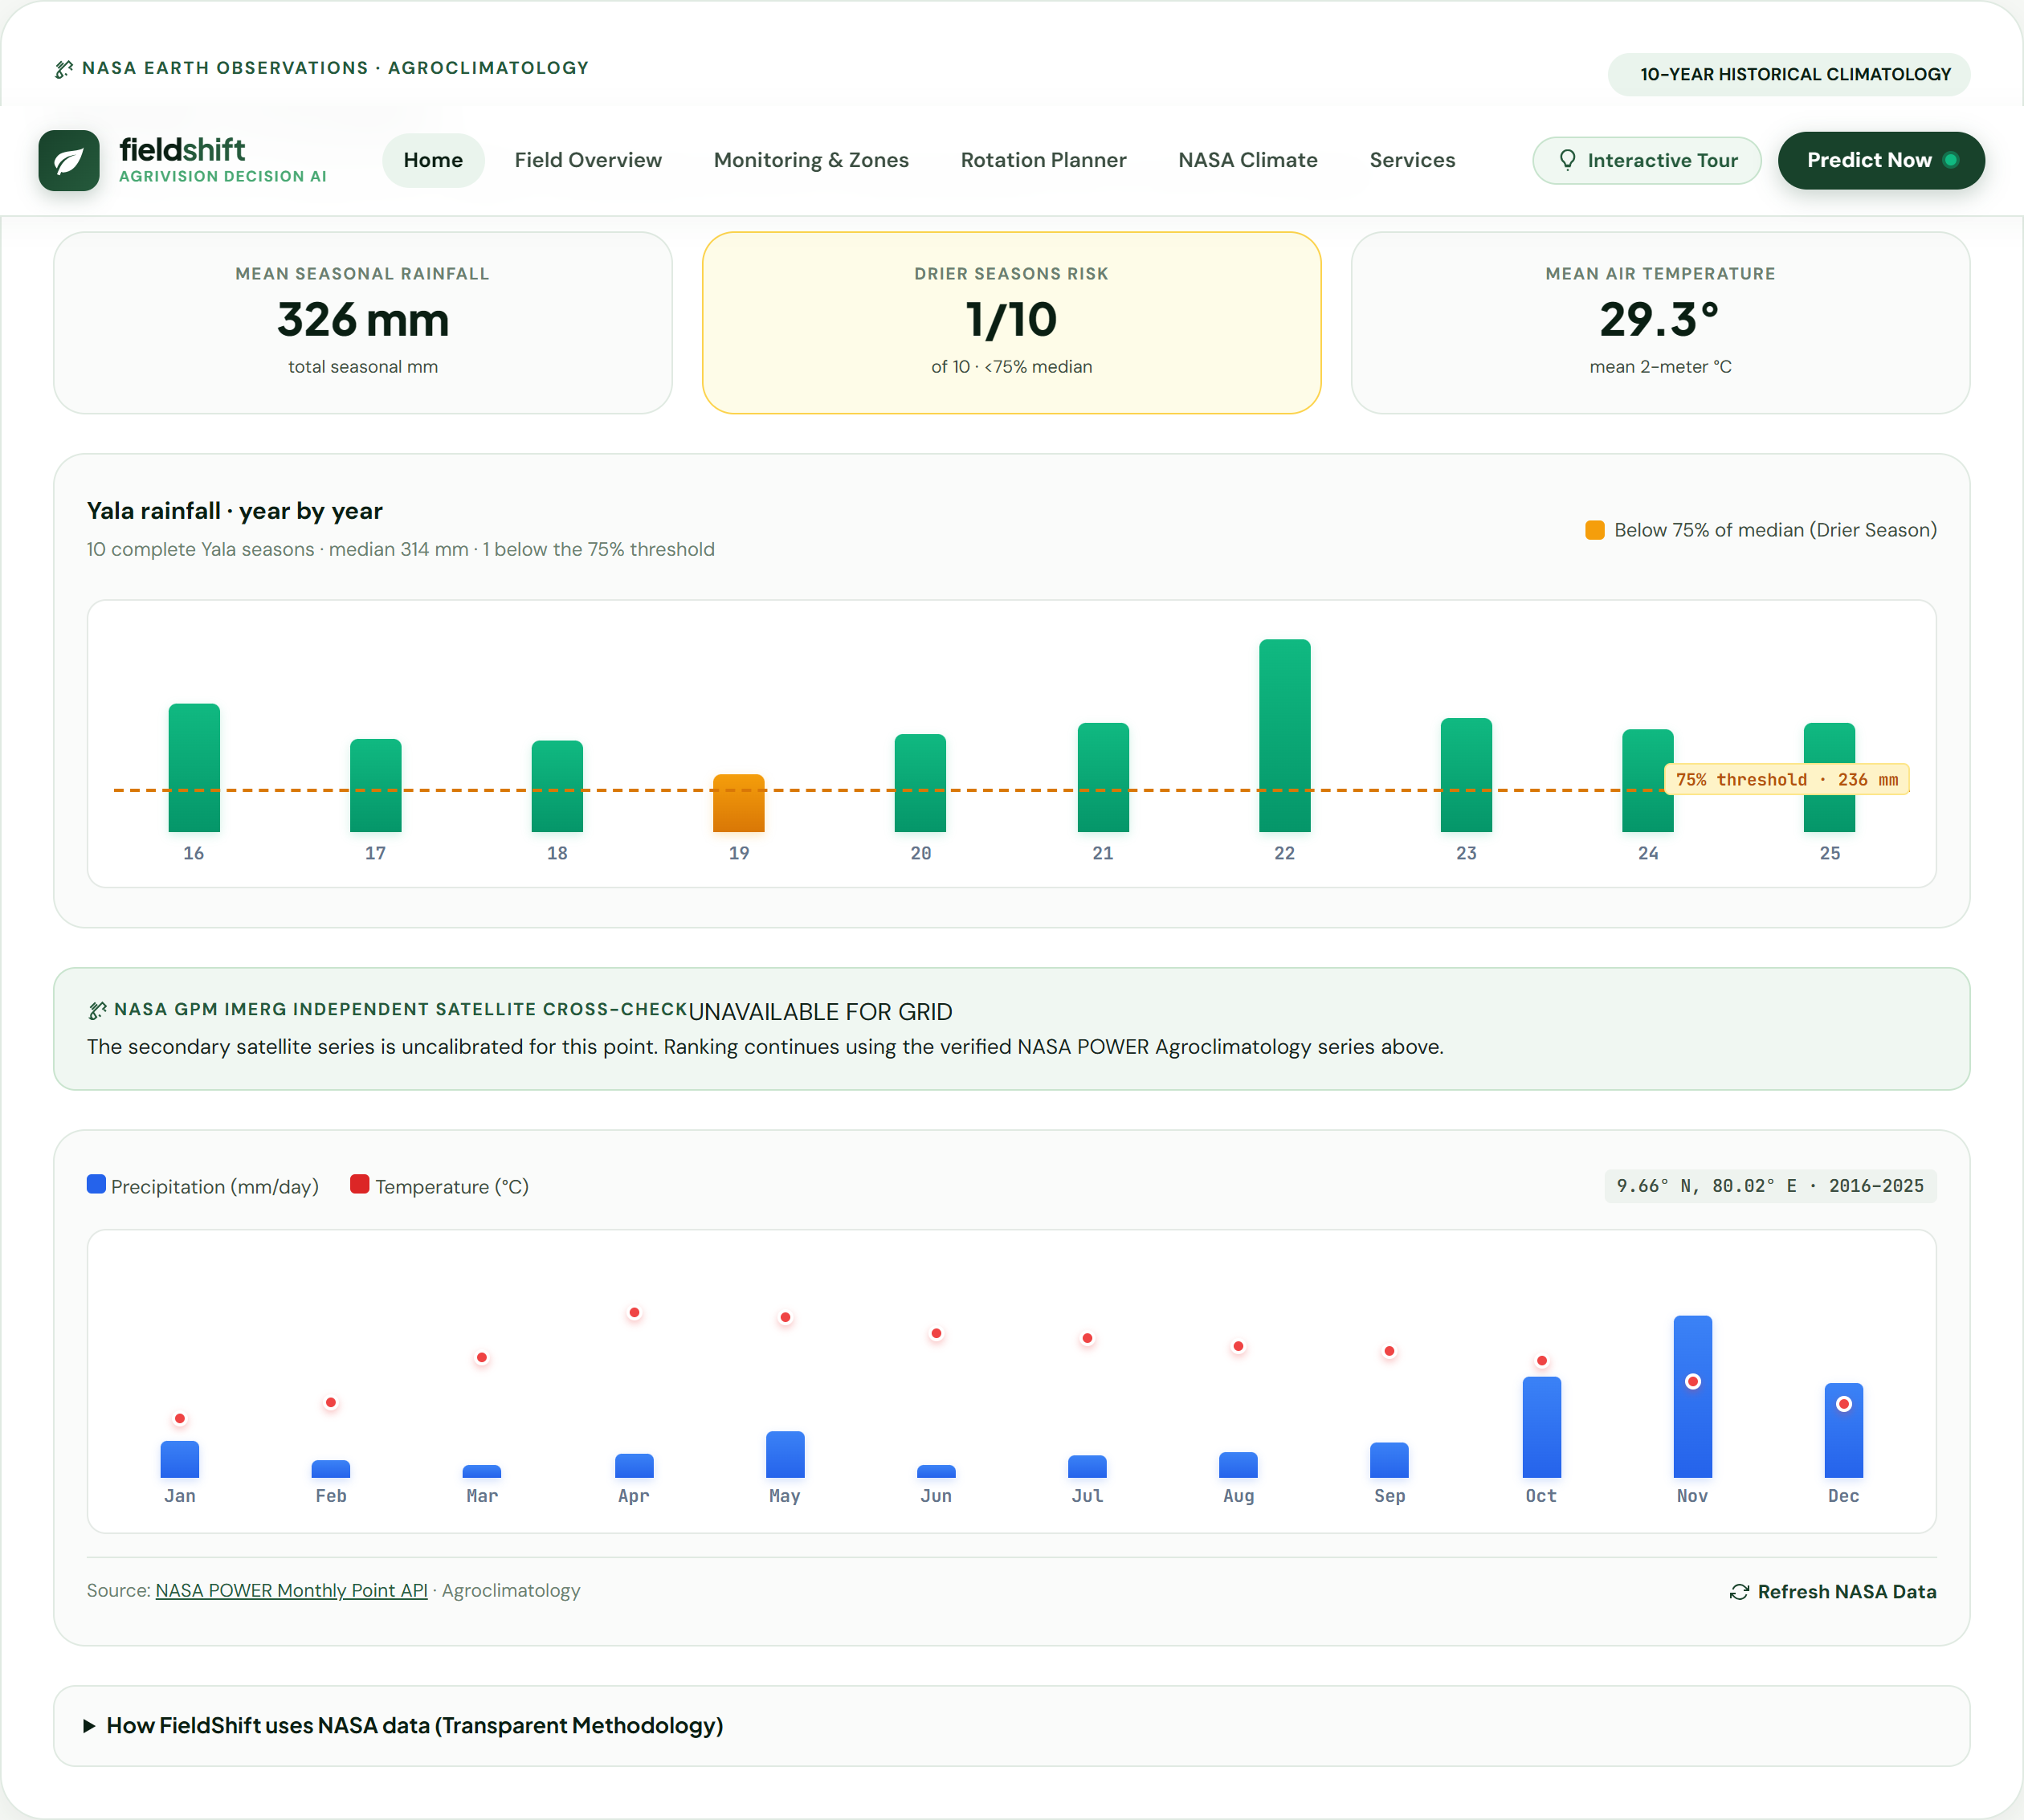 NASA EARTH OBSERVATIONS · AGROCLIMATOLOGY
10-YEAR HISTORICAL CLIMATOLOGY
fieldshift
AGRIVISION DECISION AI
Home
Field Overview
Monitoring & Zones
Rotation Planner
NASA Climate
Services
Interactive Tour
Predict Now
MEAN SEASONAL RAINFALL
326 mm
total seasonal mm
DRIER SEASONS RISK
1/10
of 10 · <75% median
MEAN AIR TEMPERATURE
29.3°
mean 2-meter °C
Yala rainfall · year by year
10 complete Yala seasons · median 314 mm · 1 below the 75% threshold
Below 75% of median (Drier Season)
75% threshold · 236 mm
16 17 18 19 20 21 22 23 24 25
NASA GPM IMERG INDEPENDENT SATELLITE CROSS-CHECKUNAVAILABLE FOR GRID
The secondary satellite series is uncalibrated for this point. Ranking continues using the verified NASA POWER Agroclimatology series above.
Precipitation (mm/day) Temperature (°C)
9.66° N, 80.02° E · 2016–2025
Jan Feb Mar Apr May Jun Jul Aug Sep Oct Nov Dec
Source: NASA POWER Monthly Point API · Agroclimatology
Refresh NASA Data
How FieldShift uses NASA data (Transparent Methodology)